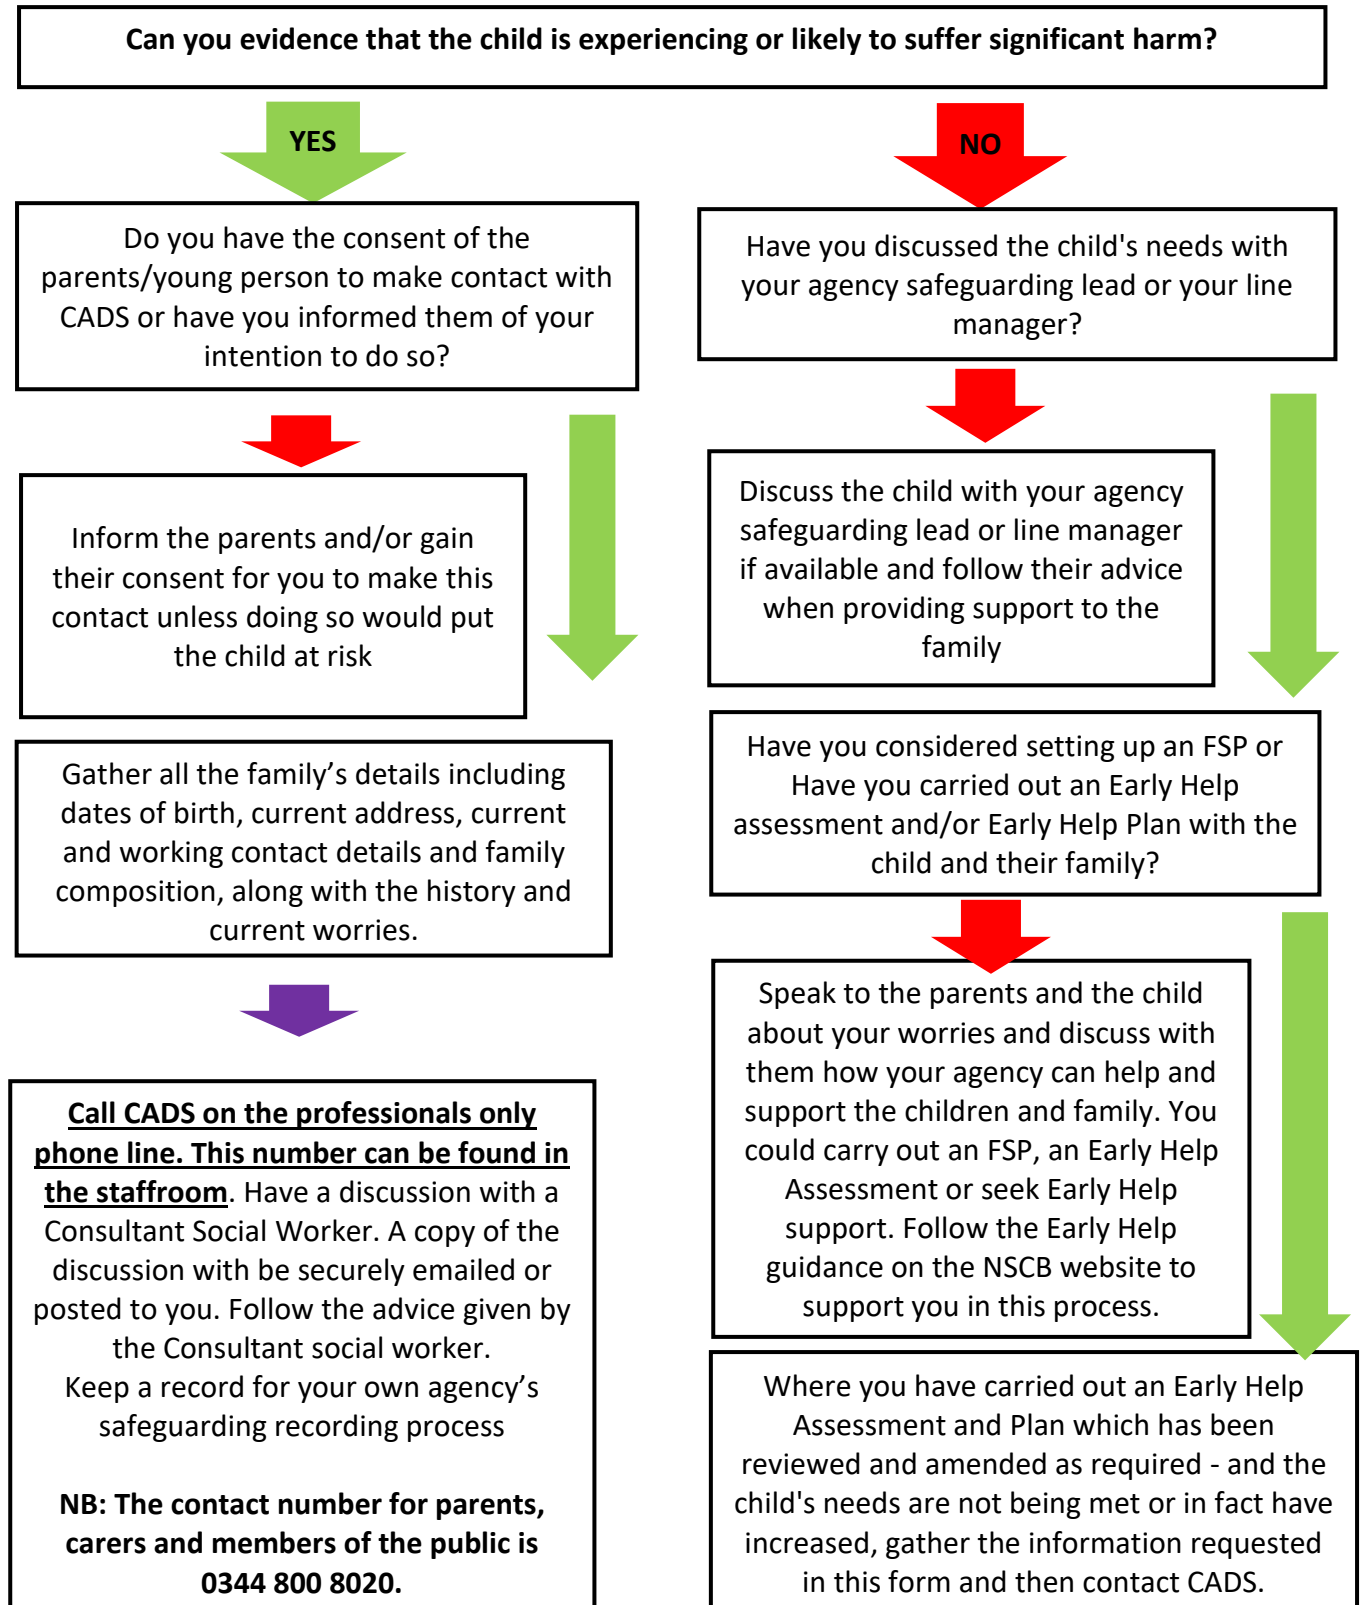 Can you evidence that the child is experiencing or likely to suffer significant harm?
YES
NO
Do you have the consent of the
parents/young person to make contact with
CADS or have you informed them of your
intention to do so?
Inform the parents and/or gain
their consent for you to make this
contact unless doing so would put
the child at risk
Gather all the family’s details including
dates of birth, current address, current
and working contact details and family
composition, along with the history and
current worries.
Call CADS on the professionals only
phone line. This number can be found in
the staffroom. Have a discussion with a
Consultant Social Worker. A copy of the
discussion with be securely emailed or
posted to you. Follow the advice given by
the Consultant social worker.
Keep a record for your own agency’s
safeguarding recording process
NB: The contact number for parents,
carers and members of the public is
0344 800 8020.
Have you discussed the child's needs with
your agency safeguarding lead or your line
manager?
Discuss the child with your agency
safeguarding lead or line manager
if available and follow their advice
when providing support to the
family
Have you considered setting up an FSP or
Have you carried out an Early Help
assessment and/or Early Help Plan with the
child and their family?
Speak to the parents and the child
about your worries and discuss with
them how your agency can help and
support the children and family. You
could carry out an FSP, an Early Help
Assessment or seek Early Help
support. Follow the Early Help
guidance on the NSCB website to
support you in this process.
Where you have carried out an Early Help
Assessment and Plan which has been
reviewed and amended as required - and the
child's needs are not being met or in fact have
increased, gather the information requested
in this form and then contact CADS.